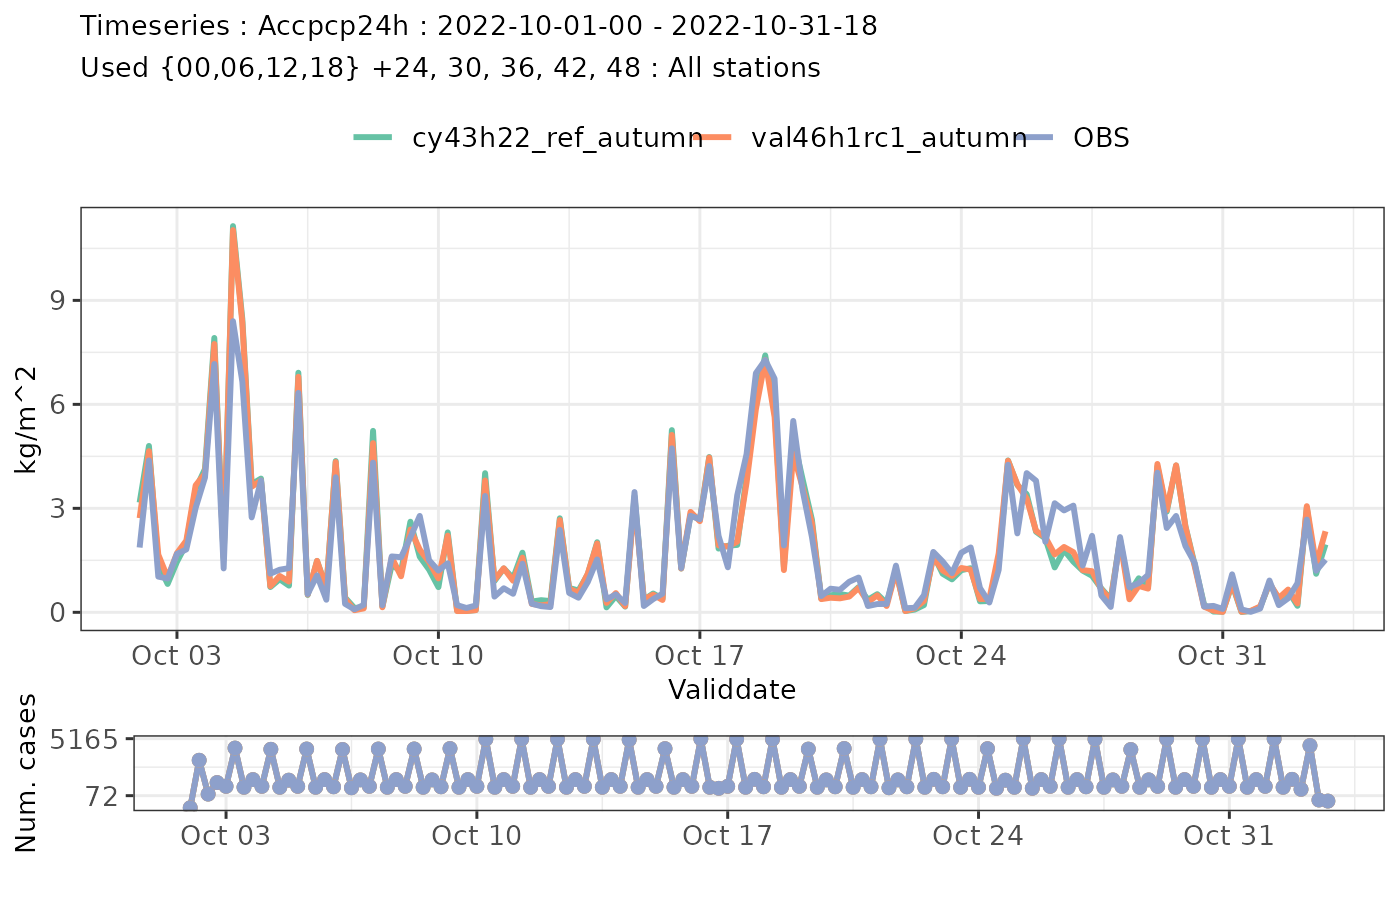 Timeseries : Accpcp24h : 2022-10-01-00 - 2022-10-31-18
Used {00,06,12,18} +24, 30, 36, 42, 48 : All stations
cy43h22_ref_autumn val46h1rc1_autumn OBS
kg/m^2
9
6
3
0
Oct 03 Oct 10 Oct 17 Oct 24 Oct 31
Validdate
Num. cases
5165
72
Oct 03 Oct 10 Oct 17 Oct 24 Oct 31